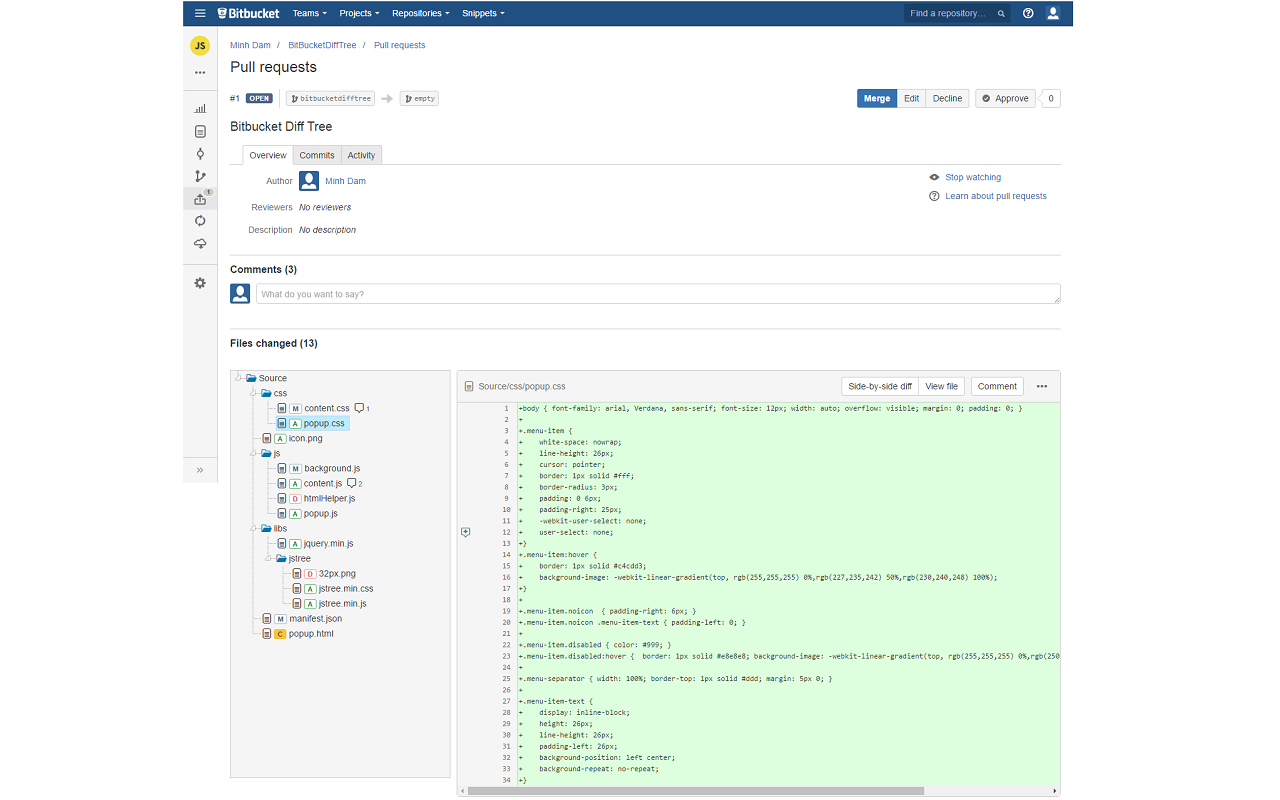 Bitbucket Teams Projects Repositories Snippets Find a repository...
JS
Minh Dam / BitBucketDiffTree / Pull requests
Pull requests
#1 OPEN bitbucketdifftree empty Merge Edit Decline Approve 0
Bitbucket Diff Tree
Overview Commits Activity
Author Minh Dam
Stop watching
1
Learn about pull requests
Reviewers No reviewers
Description No description
Comments (3)
What do you want to say?
Files changed (13)
Source
css
M content.css 1
A popup.css
A icon.png
js
M background.js
A content.js 2
D htmlHelper.js
A popup.js
libs
A jquery.min.js
jstree
D 32px.png
A jstree.min.css
A jstree.min.js
M manifest.json
C popup.html
Source/css/popup.css Side-by-side diff View file Comment
1 +body { font-family: arial, Verdana, sans-serif; font-size: 12px; width: auto; overflow: visible; margin: 0; padding: 0; }
2 +
3 +.menu-item {
4 + white-space: nowrap;
5 + line-height: 26px;
6 + cursor: pointer;
7 + border: 1px solid #fff;
8 + border-radius: 3px;
9 + padding: 0 6px;
10 + padding-right: 25px;
11 + -webkit-user-select: none;
12 + user-select: none;
13 +}
14 +.menu-item:hover {
15 + border: 1px solid #c4cdd3;
16 + background-image: -webkit-linear-gradient(top, rgb(255,255,255) 0%,rgb(227,235,242) 50%,rgb(230,240,248) 100%);
17 +}
18 +
19 +.menu-item.noicon { padding-right: 6px; }
20 +.menu-item.noicon .menu-item-text { padding-left: 0; }
21 +
22 +.menu-item.disabled { color: #999; }
23 +.menu-item.disabled:hover { border: 1px solid #e8e8e8; background-image: -webkit-linear-gradient(top, rgb(255,255,255) 0%,rgb(250
24 +
25 +.menu-separator { width: 100%; border-top: 1px solid #ddd; margin: 5px 0; }
26 +
27 +.menu-item-text {
28 + display: inline-block;
29 + height: 26px;
30 + line-height: 26px;
31 + padding-left: 26px;
32 + background-position: left center;
33 + background-repeat: no-repeat;
34 +}